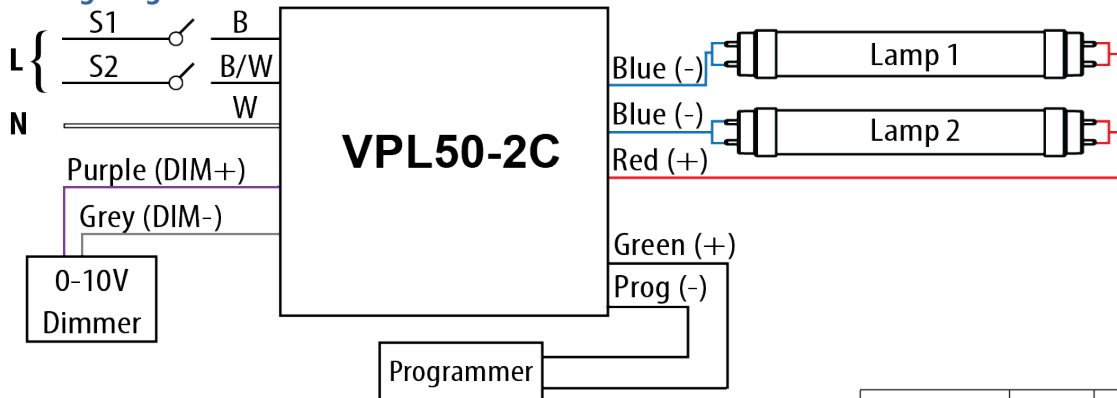 L
S1
B
S2
B/W
W
N
VPL50-2C
Purple (DIM+)
Grey (DIM-)
0-10V
Dimmer
Blue (-)
Lamp 1
Blue (-)
Lamp 2
Red (+)
Green (+)
Prog (-)
Programmer